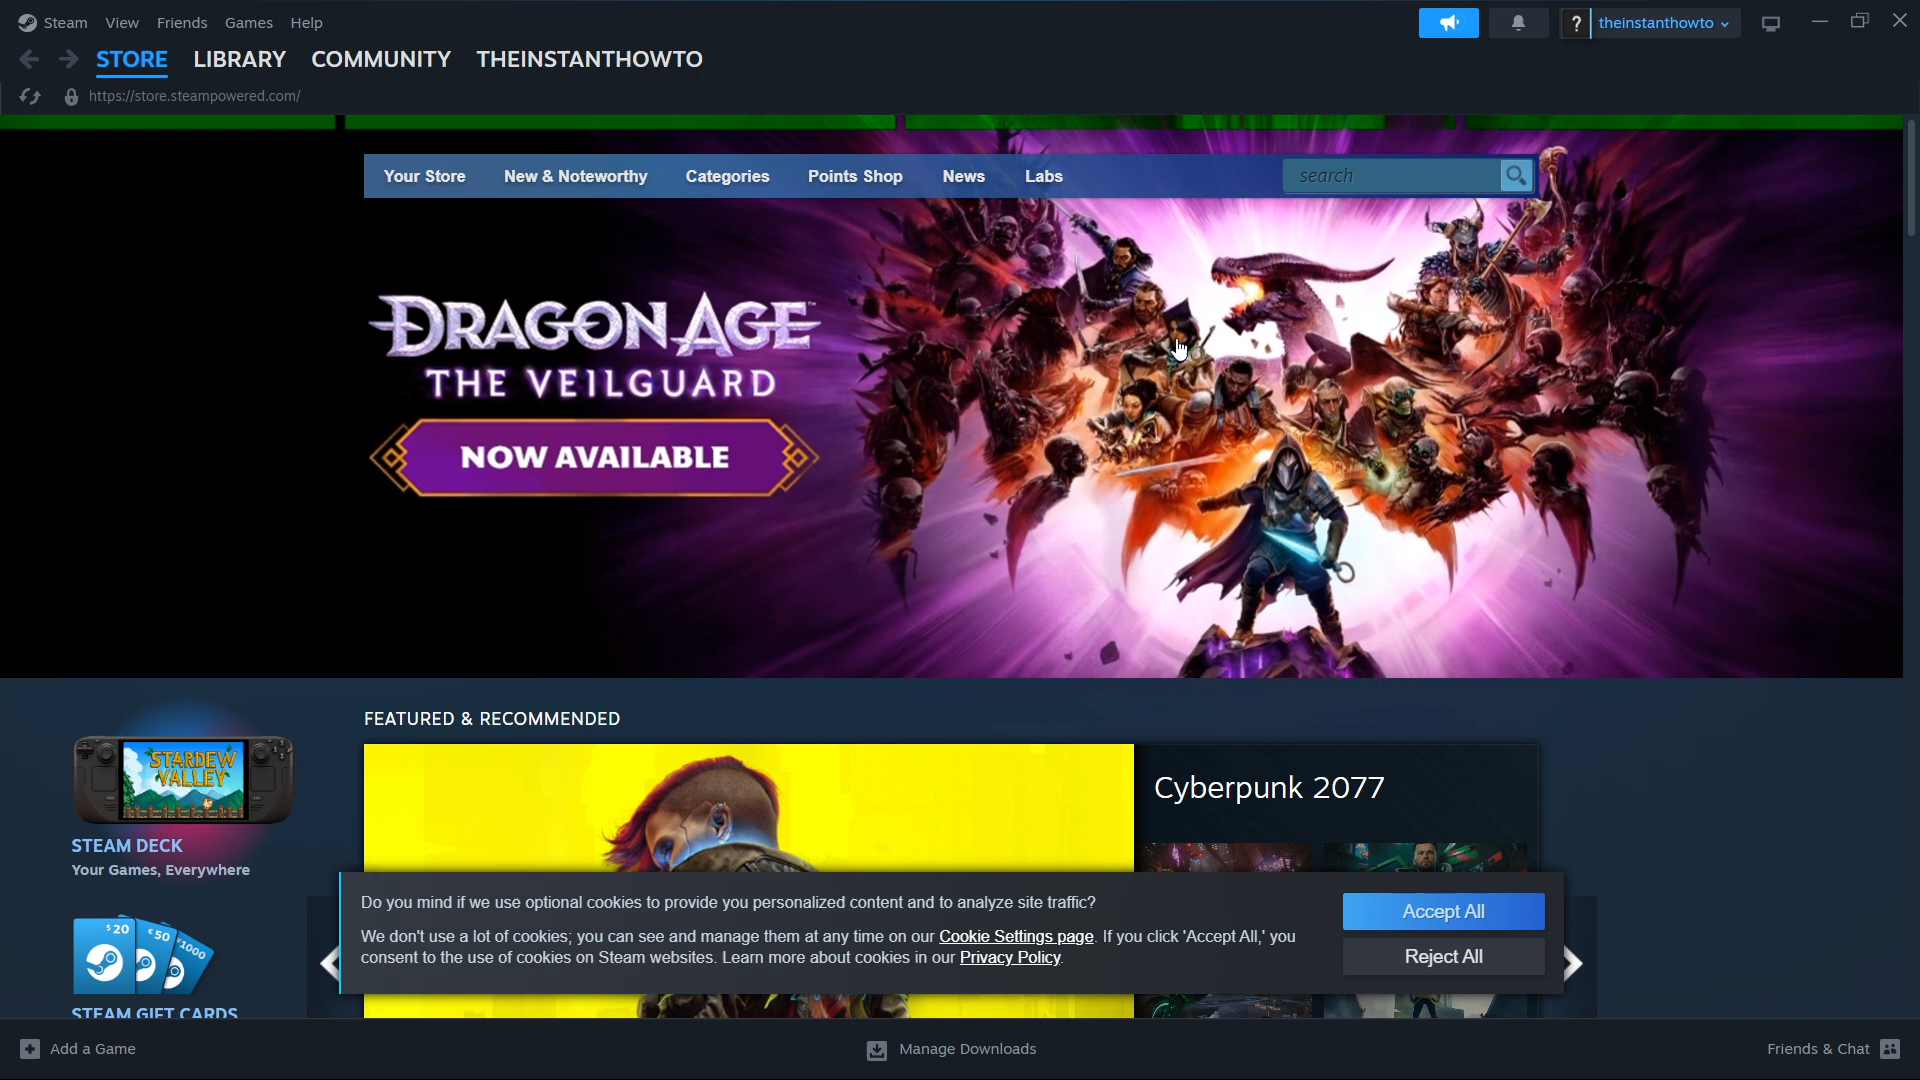 Steam View Friends Games Help
theinstanthowto
STORE LIBRARY COMMUNITY THEINSTANTHOWTO
https://store.steampowered.com/
Your Store New & Noteworthy Categories Points Shop News Labs
search
DRAGON AGE™
THE VEILGUARD
NOW AVAILABLE
FEATURED & RECOMMENDED
STARDEW
VALLEY
STEAM DECK
Your Games, Everywhere
Cyberpunk 2077
$20
€50
¥1000
STEAM GIFT CARDS
Do you mind if we use optional cookies to provide you personalized content and to analyze site traffic?
We don't use a lot of cookies; you can see and manage them at any time on our Cookie Settings page. If you click 'Accept All,' you
consent to the use of cookies on Steam websites. Learn more about cookies in our Privacy Policy.
Accept All
Reject All
Add a Game
Manage Downloads
Friends & Chat